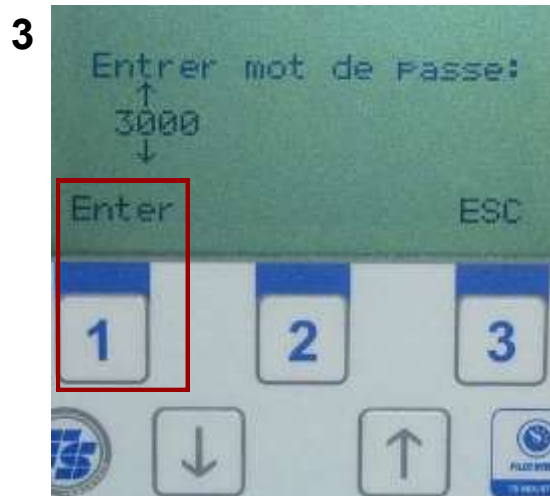 3
Entrer mot de passe:
↑
3000
↓
Enter ESC
1 2 3
↓ ↑